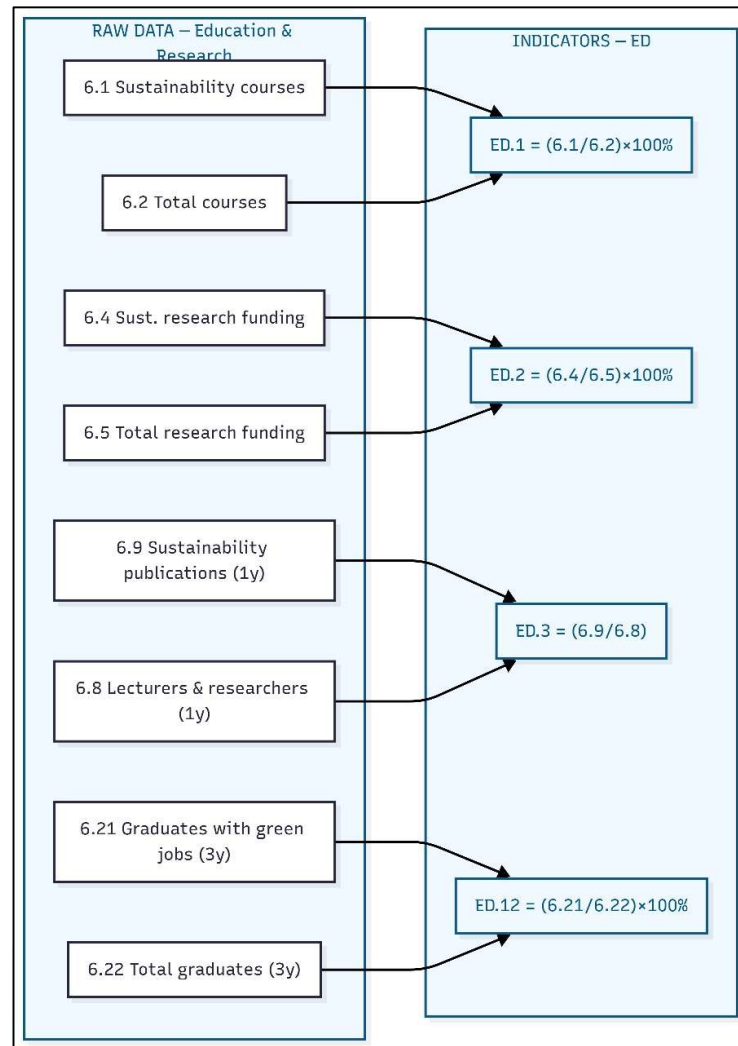 RAW DATA – Education &
Research
6.1 Sustainability courses
6.2 Total courses
6.4 Sust. research funding
6.5 Total research funding
6.9 Sustainability
publications (1y)
6.8 Lecturers & researchers
(1y)
6.21 Graduates with green
jobs (3y)
6.22 Total graduates (3y)
INDICATORS – ED
ED.1 = (6.1/6.2)×100%
ED.2 = (6.4/6.5)×100%
ED.3 = (6.9/6.8)
ED.12 = (6.21/6.22)×100%